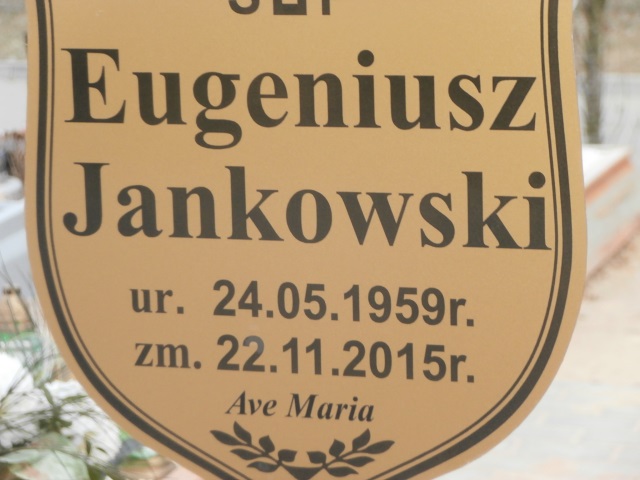 Eugeniusz
Jankowski
ur. 24.05.1959r.
zm. 22.11.2015r.
Ave Maria